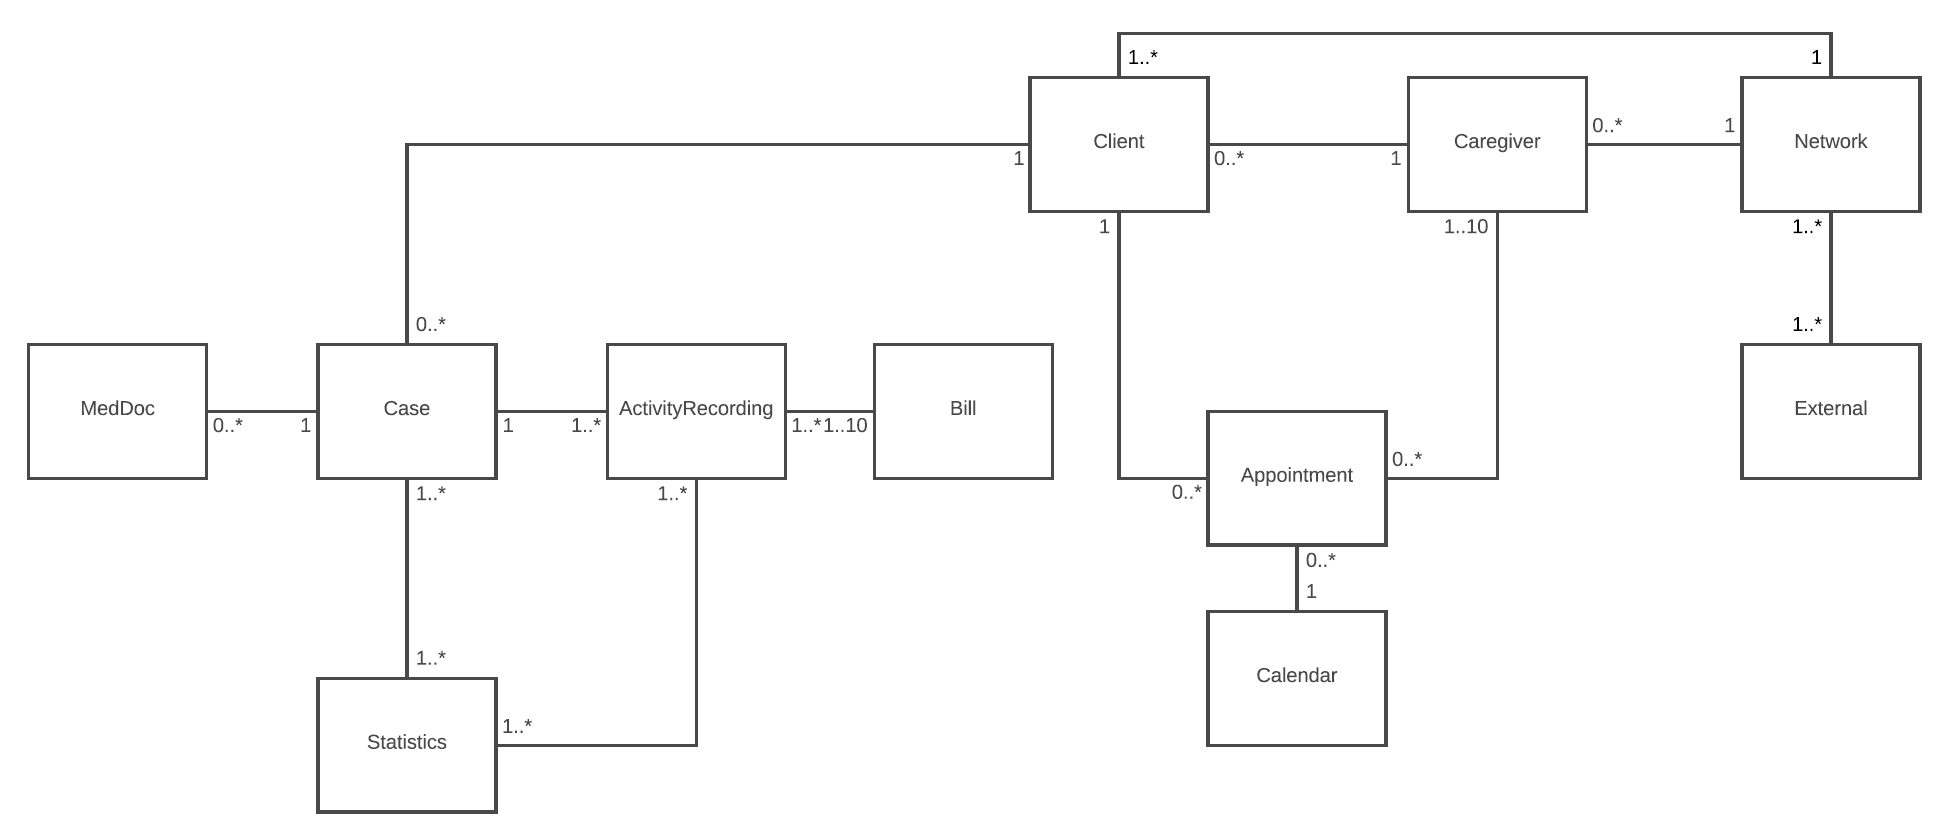 1..* 1
Client Caregiver Network
0..* 1
1 0..* 1
1 1..10 1..*
0..* 1..*
MedDoc Case ActivityRecording Bill External
0..* 1 1 1..* 1..* 1..10
0..*
Appointment
1..* 1..* 0..*
0..*
1
1..*
Calendar
1..*
Statistics